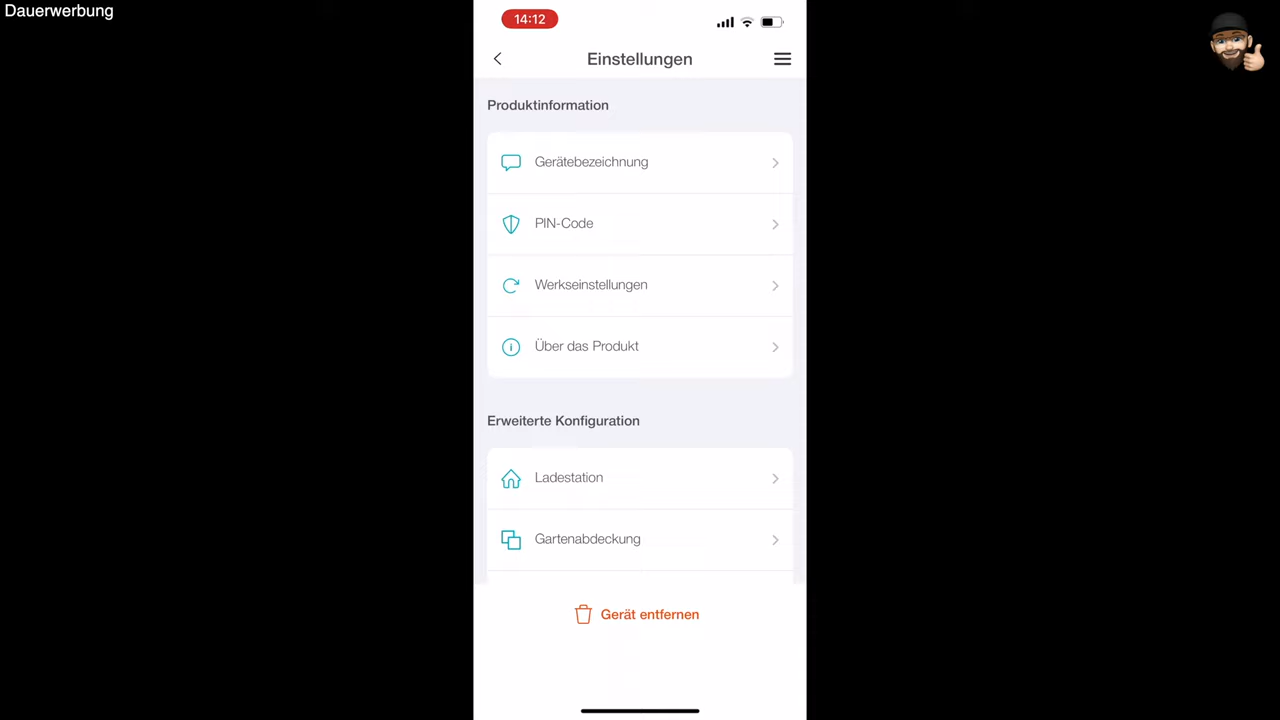 Dauerwerbung
14:12
Einstellungen
Produktinformation
Gerätebezeichnung
PIN-Code
Werkseinstellungen
Über das Produkt
Erweiterte Konfiguration
Ladestation
Gartenabdeckung
Gerät entfernen